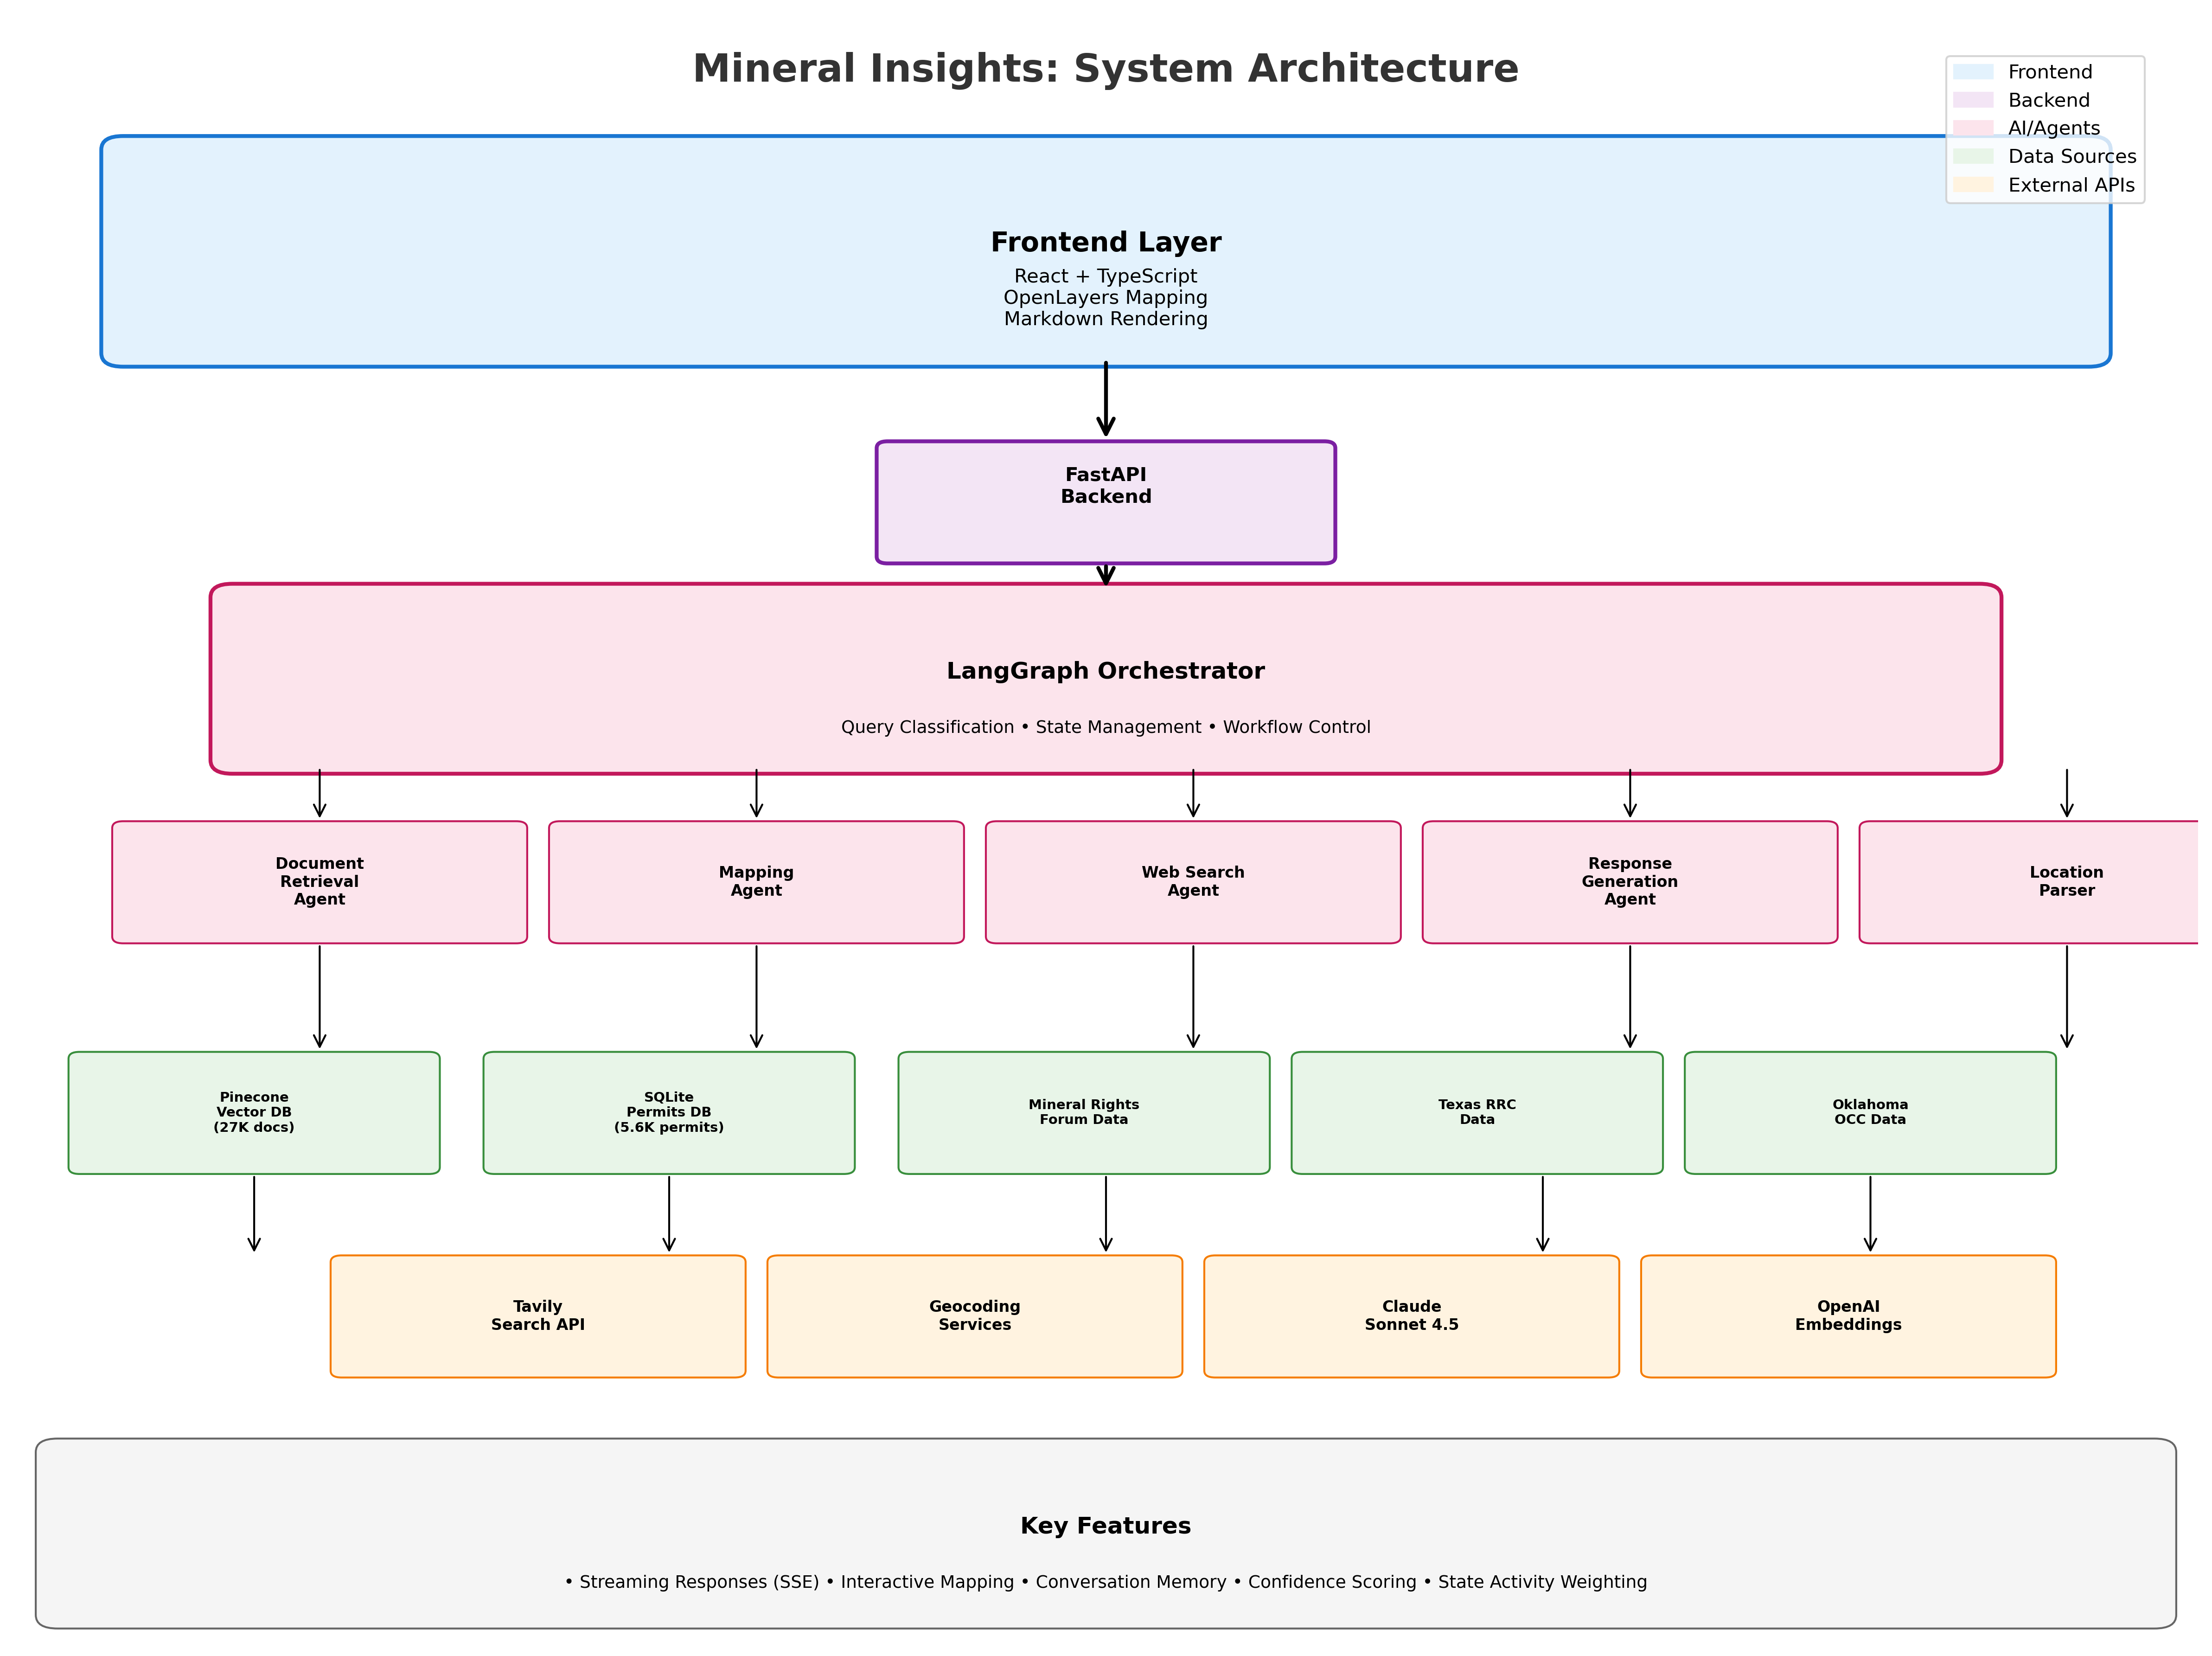 Mineral Insights: System Architecture
Frontend
Backend
AI/Agents
Data Sources
External APIs
Frontend Layer
React + TypeScript
OpenLayers Mapping
Markdown Rendering
FastAPI
Backend
LangGraph Orchestrator
Query Classification • State Management • Workflow Control
Document
Retrieval
Agent
Mapping
Agent
Web Search
Agent
Response
Generation
Agent
Location
Parser
Pinecone
Vector DB
(27K docs)
SQLite
Permits DB
(5.6K permits)
Mineral Rights
Forum Data
Texas RRC
Data
Oklahoma
OCC Data
Tavily
Search API
Geocoding
Services
Claude
Sonnet 4.5
OpenAI
Embeddings
Key Features
• Streaming Responses (SSE) • Interactive Mapping • Conversation Memory • Confidence Scoring • State Activity Weighting